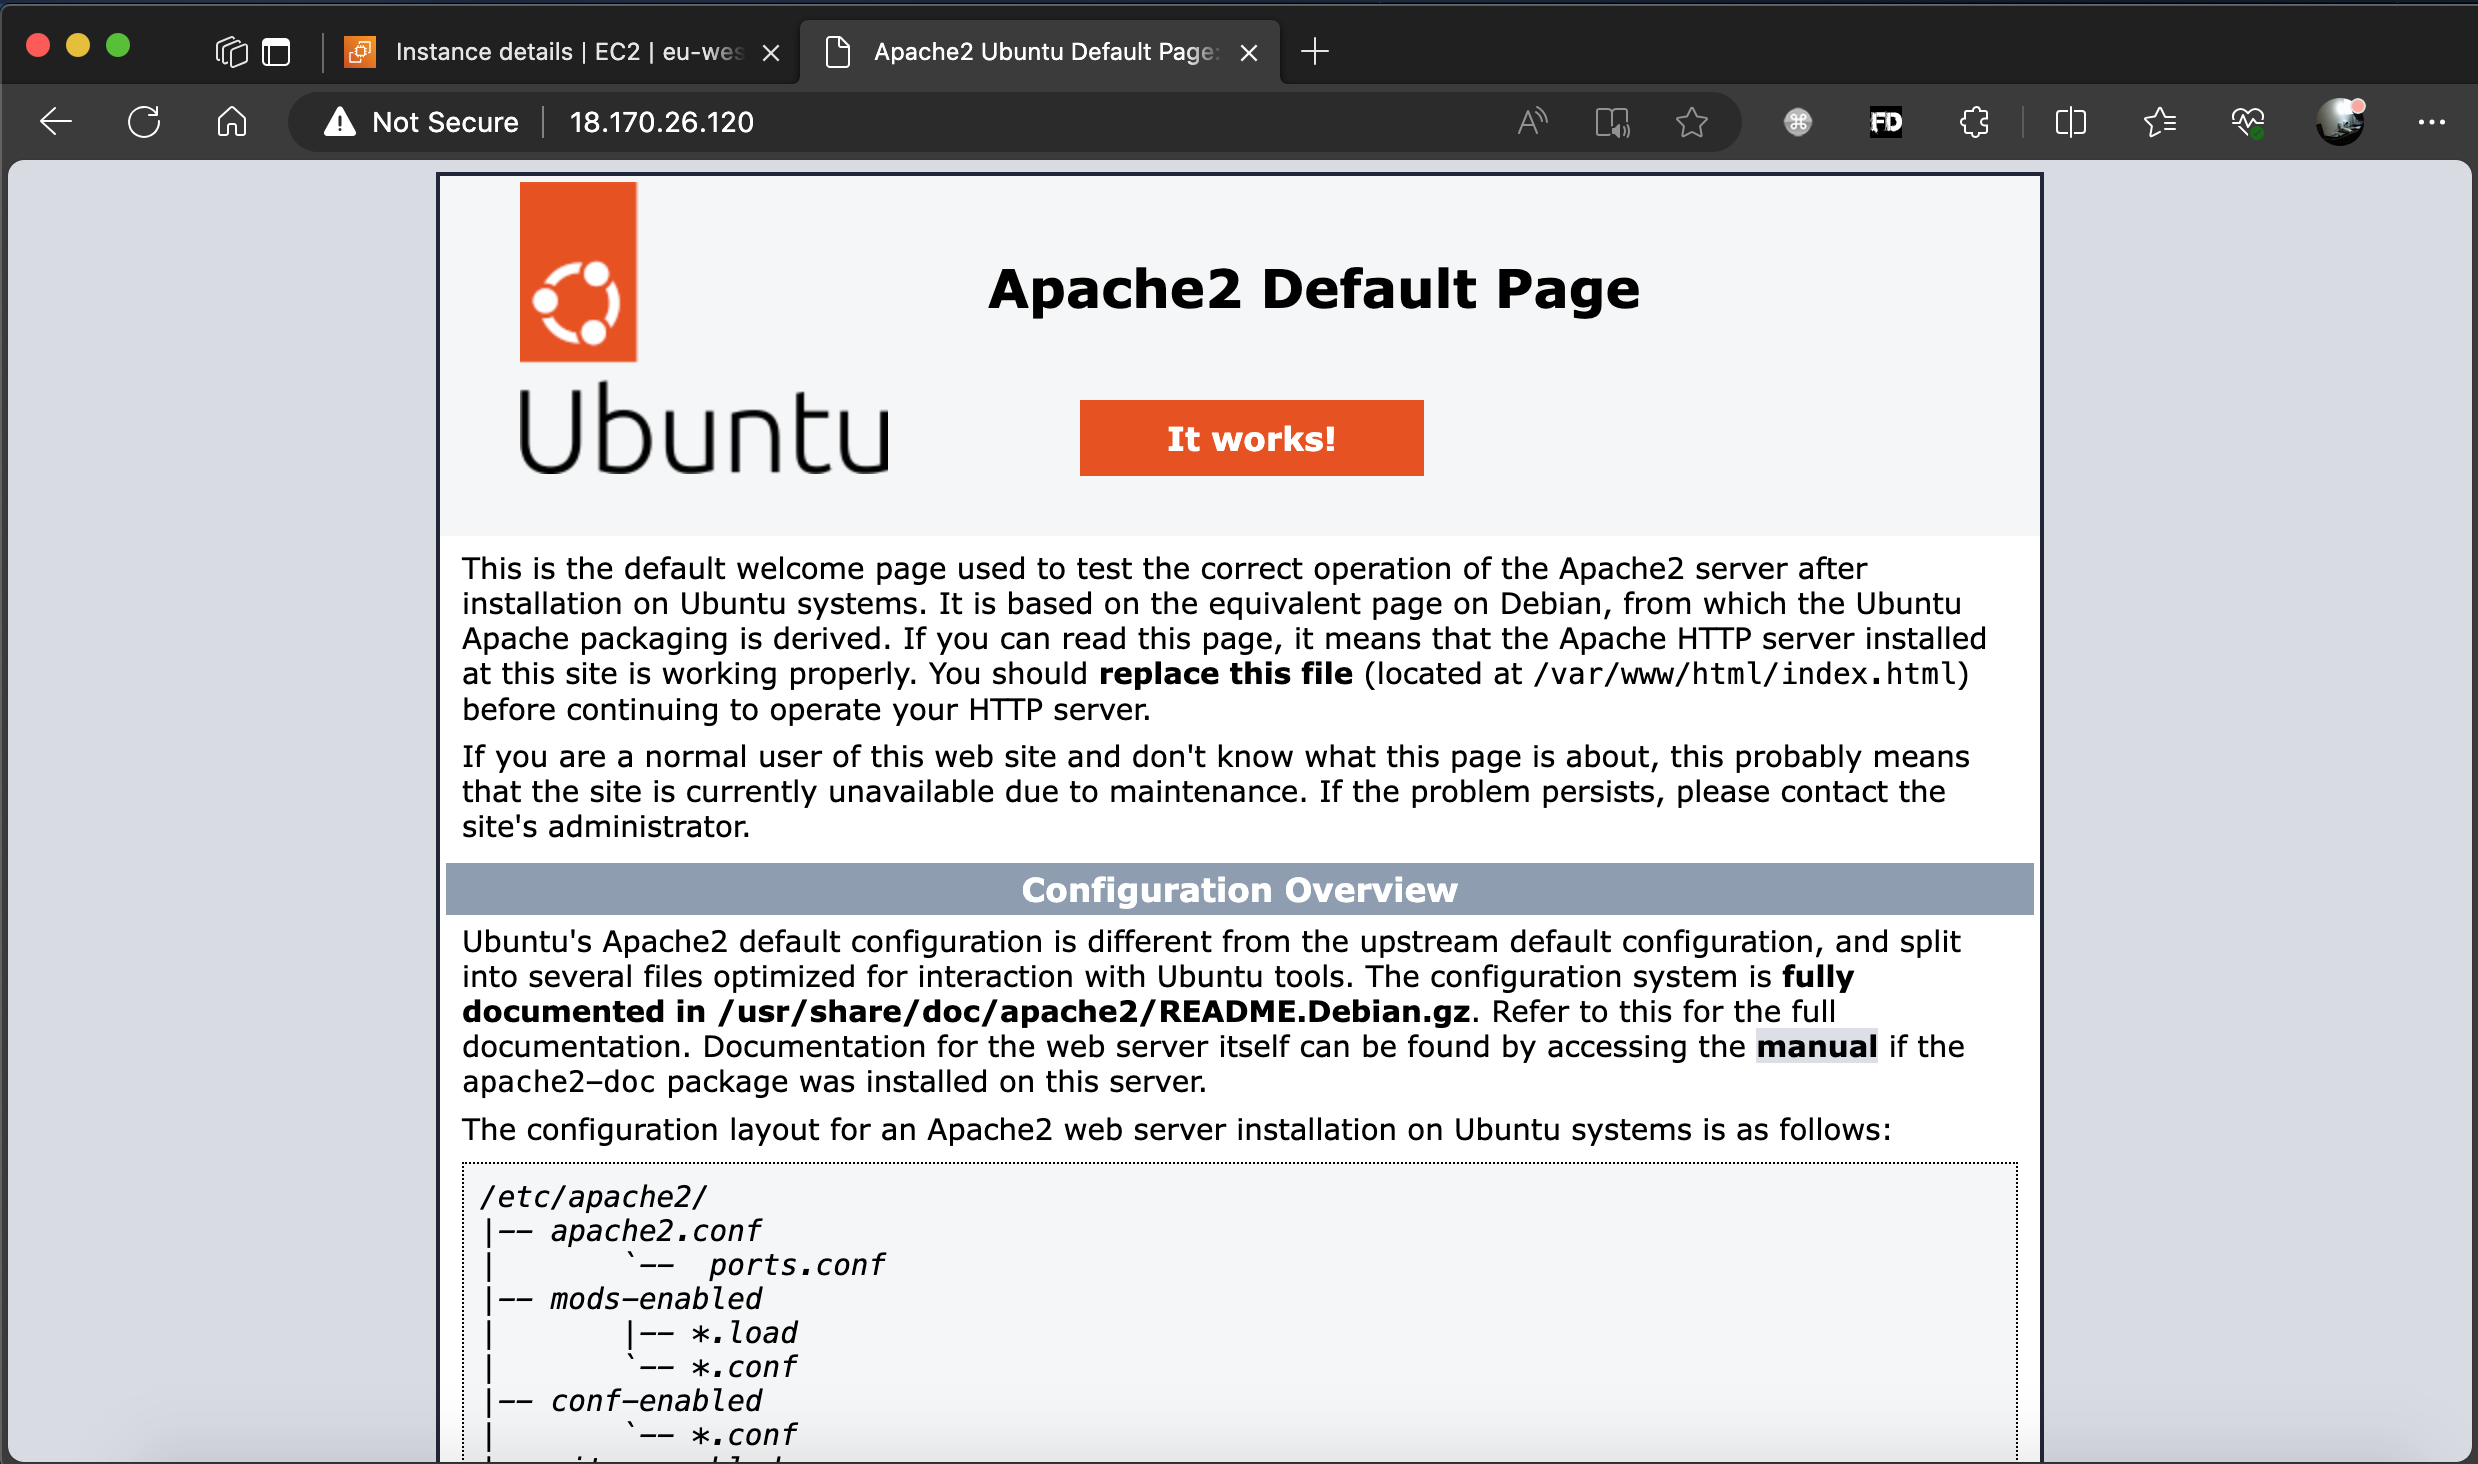 Instance details | EC2 | eu-wes
Apache2 Ubuntu Default Page:
Not Secure
18.170.26.120
FD
Ubuntu
Apache2 Default Page
It works!
This is the default welcome page used to test the correct operation of the Apache2 server after
installation on Ubuntu systems. It is based on the equivalent page on Debian, from which the Ubuntu
Apache packaging is derived. If you can read this page, it means that the Apache HTTP server installed
at this site is working properly. You should replace this file (located at /var/www/html/index.html)
before continuing to operate your HTTP server.
If you are a normal user of this web site and don't know what this page is about, this probably means
that the site is currently unavailable due to maintenance. If the problem persists, please contact the
site's administrator.
Configuration Overview
Ubuntu's Apache2 default configuration is different from the upstream default configuration, and split
into several files optimized for interaction with Ubuntu tools. The configuration system is fully
documented in /usr/share/doc/apache2/README.Debian.gz. Refer to this for the full
documentation. Documentation for the web server itself can be found by accessing the manual if the
apache2-doc package was installed on this server.
The configuration layout for an Apache2 web server installation on Ubuntu systems is as follows:
/etc/apache2/
|-- apache2.conf
|       `--  ports.conf
|-- mods-enabled
|       |-- *.load
|       `-- *.conf
|-- conf-enabled
|       `-- *.conf